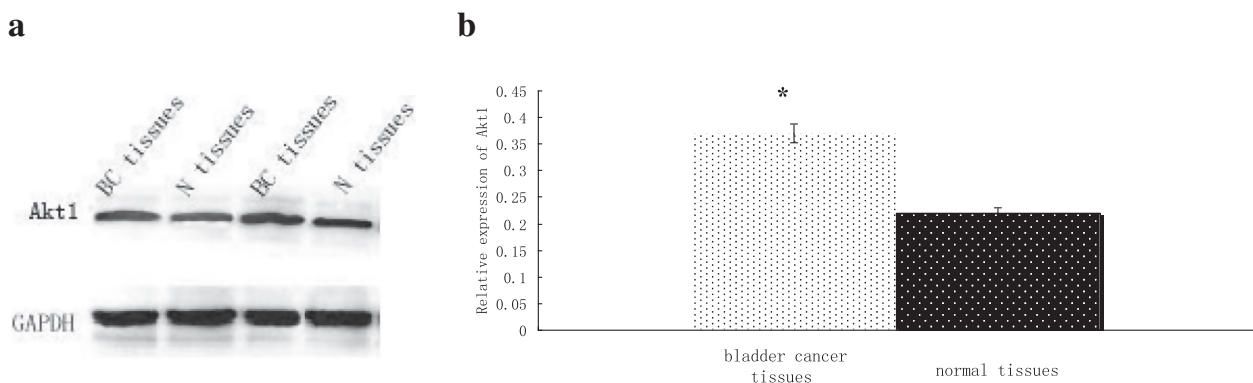 a
b
BC tissues
N tissues
BC tissues
N tissues
Akt1
GAPDH
Relative expression of Akt1
0.45
0.4
0.35
0.3
0.25
0.2
0.15
0.1
0.05
0
*
bladder cancer
tissues
normal tissues